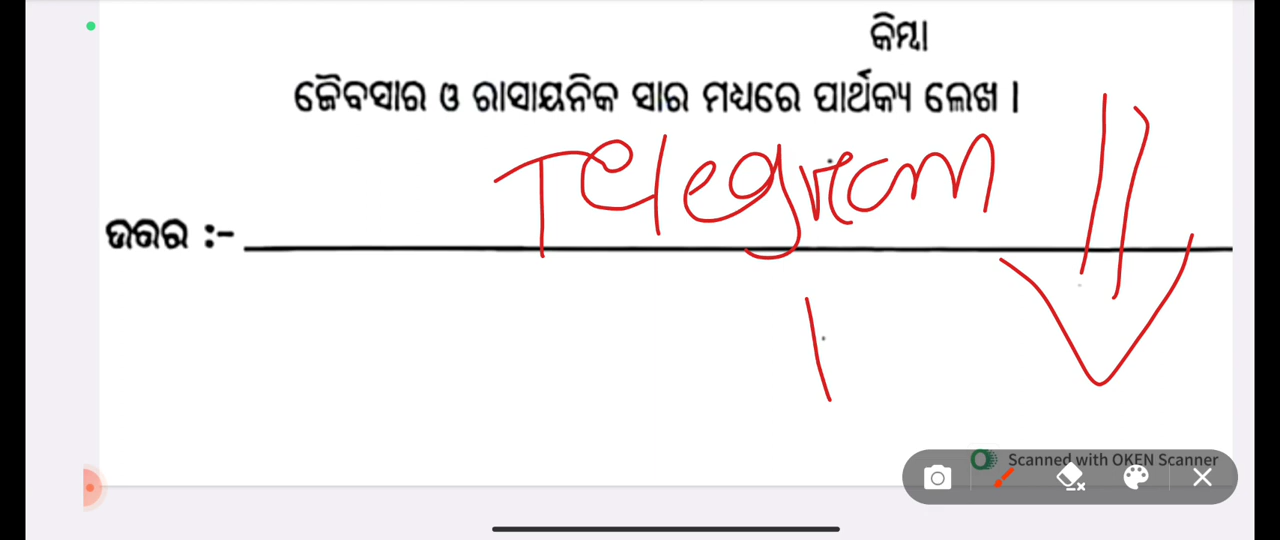 କିମ୍ବା
ଜୈବସାର ଓ ରାସାୟନିକ ସାର ମଧ୍ୟରେ ପାର୍ଥକ୍ୟ ଲେଖ ।
Telegram
ଉତ୍ତର :-
Scanned with OKEN Scanner